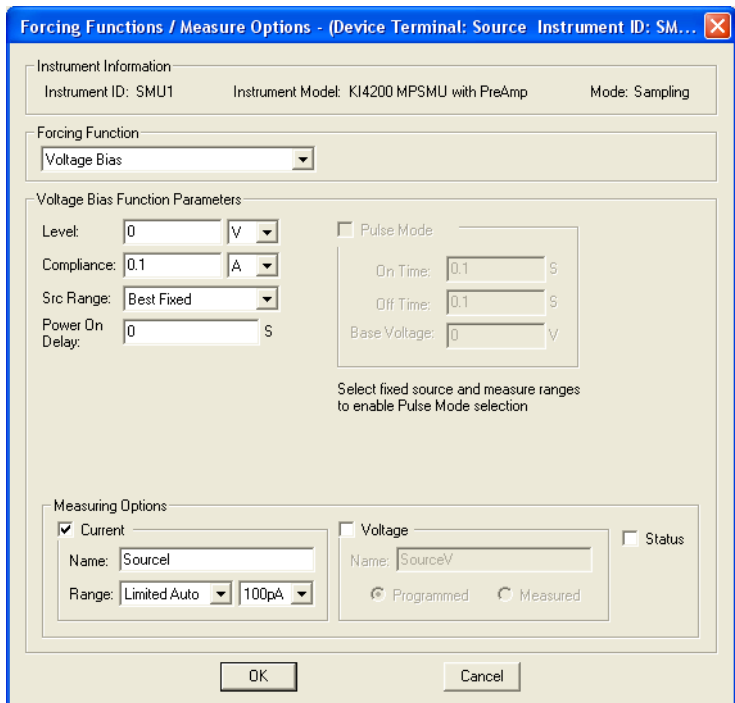 Forcing Functions / Measure Options - (Device Terminal: Source Instrument ID: SM...
Instrument Information
Instrument ID: SMU1 Instrument Model: KI4200 MPSMU with PreAmp Mode: Sampling
Forcing Function
Voltage Bias
Voltage Bias Function Parameters
Level: 0 V
Compliance: 0.1 A
Src Range: Best Fixed
Power On
Delay: 0 S
Pulse Mode
On Time: 0.1 S
Off Time: 0.1 S
Base Voltage: 0 V
Select fixed source and measure ranges
to enable Pulse Mode selection
Measuring Options
Current
Name: SourceI
Range: Limited Auto 100pA
Voltage
Name: SourceV
Programmed Measured
Status
OK Cancel